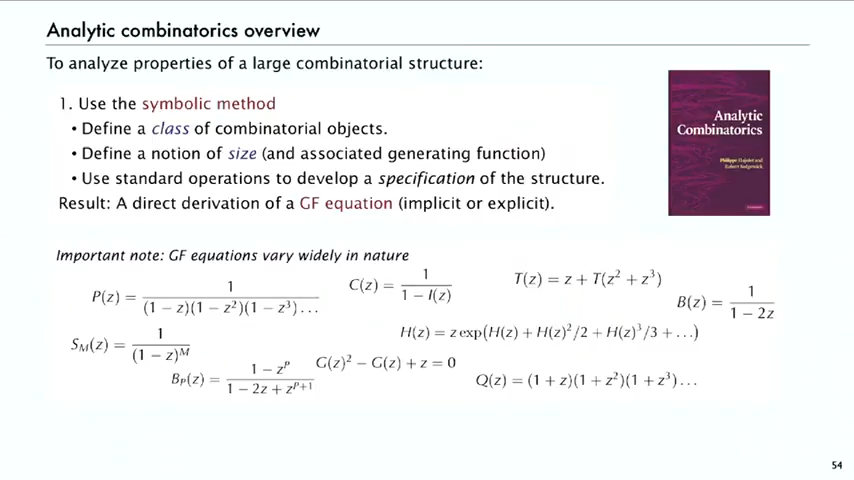 Analytic combinatorics overview
To analyze properties of a large combinatorial structure:
1. Use the symbolic method
• Define a class of combinatorial objects.
• Define a notion of size (and associated generating function)
• Use standard operations to develop a specification of the structure.
Result: A direct derivation of a GF equation (implicit or explicit).
Analytic
Combinatorics
Philippe Flajolet and
Robert Sedgewick
Important note: GF equations vary widely in nature
P(z) = 1 / ((1 − z)(1 − z²)(1 − z³)…)
C(z) = 1 / (1 − I(z))
T(z) = z + T(z² + z³)
B(z) = 1 / (1 − 2z)
S_M(z) = 1 / (1 − z)^M
H(z) = z exp(H(z) + H(z)²/2 + H(z)³/3 + …)
B_P(z) = (1 − z^p) / (1 − 2z + z^{p+1})
G(z)² − G(z) + z = 0
Q(z) = (1 + z)(1 + z²)(1 + z³)…
54